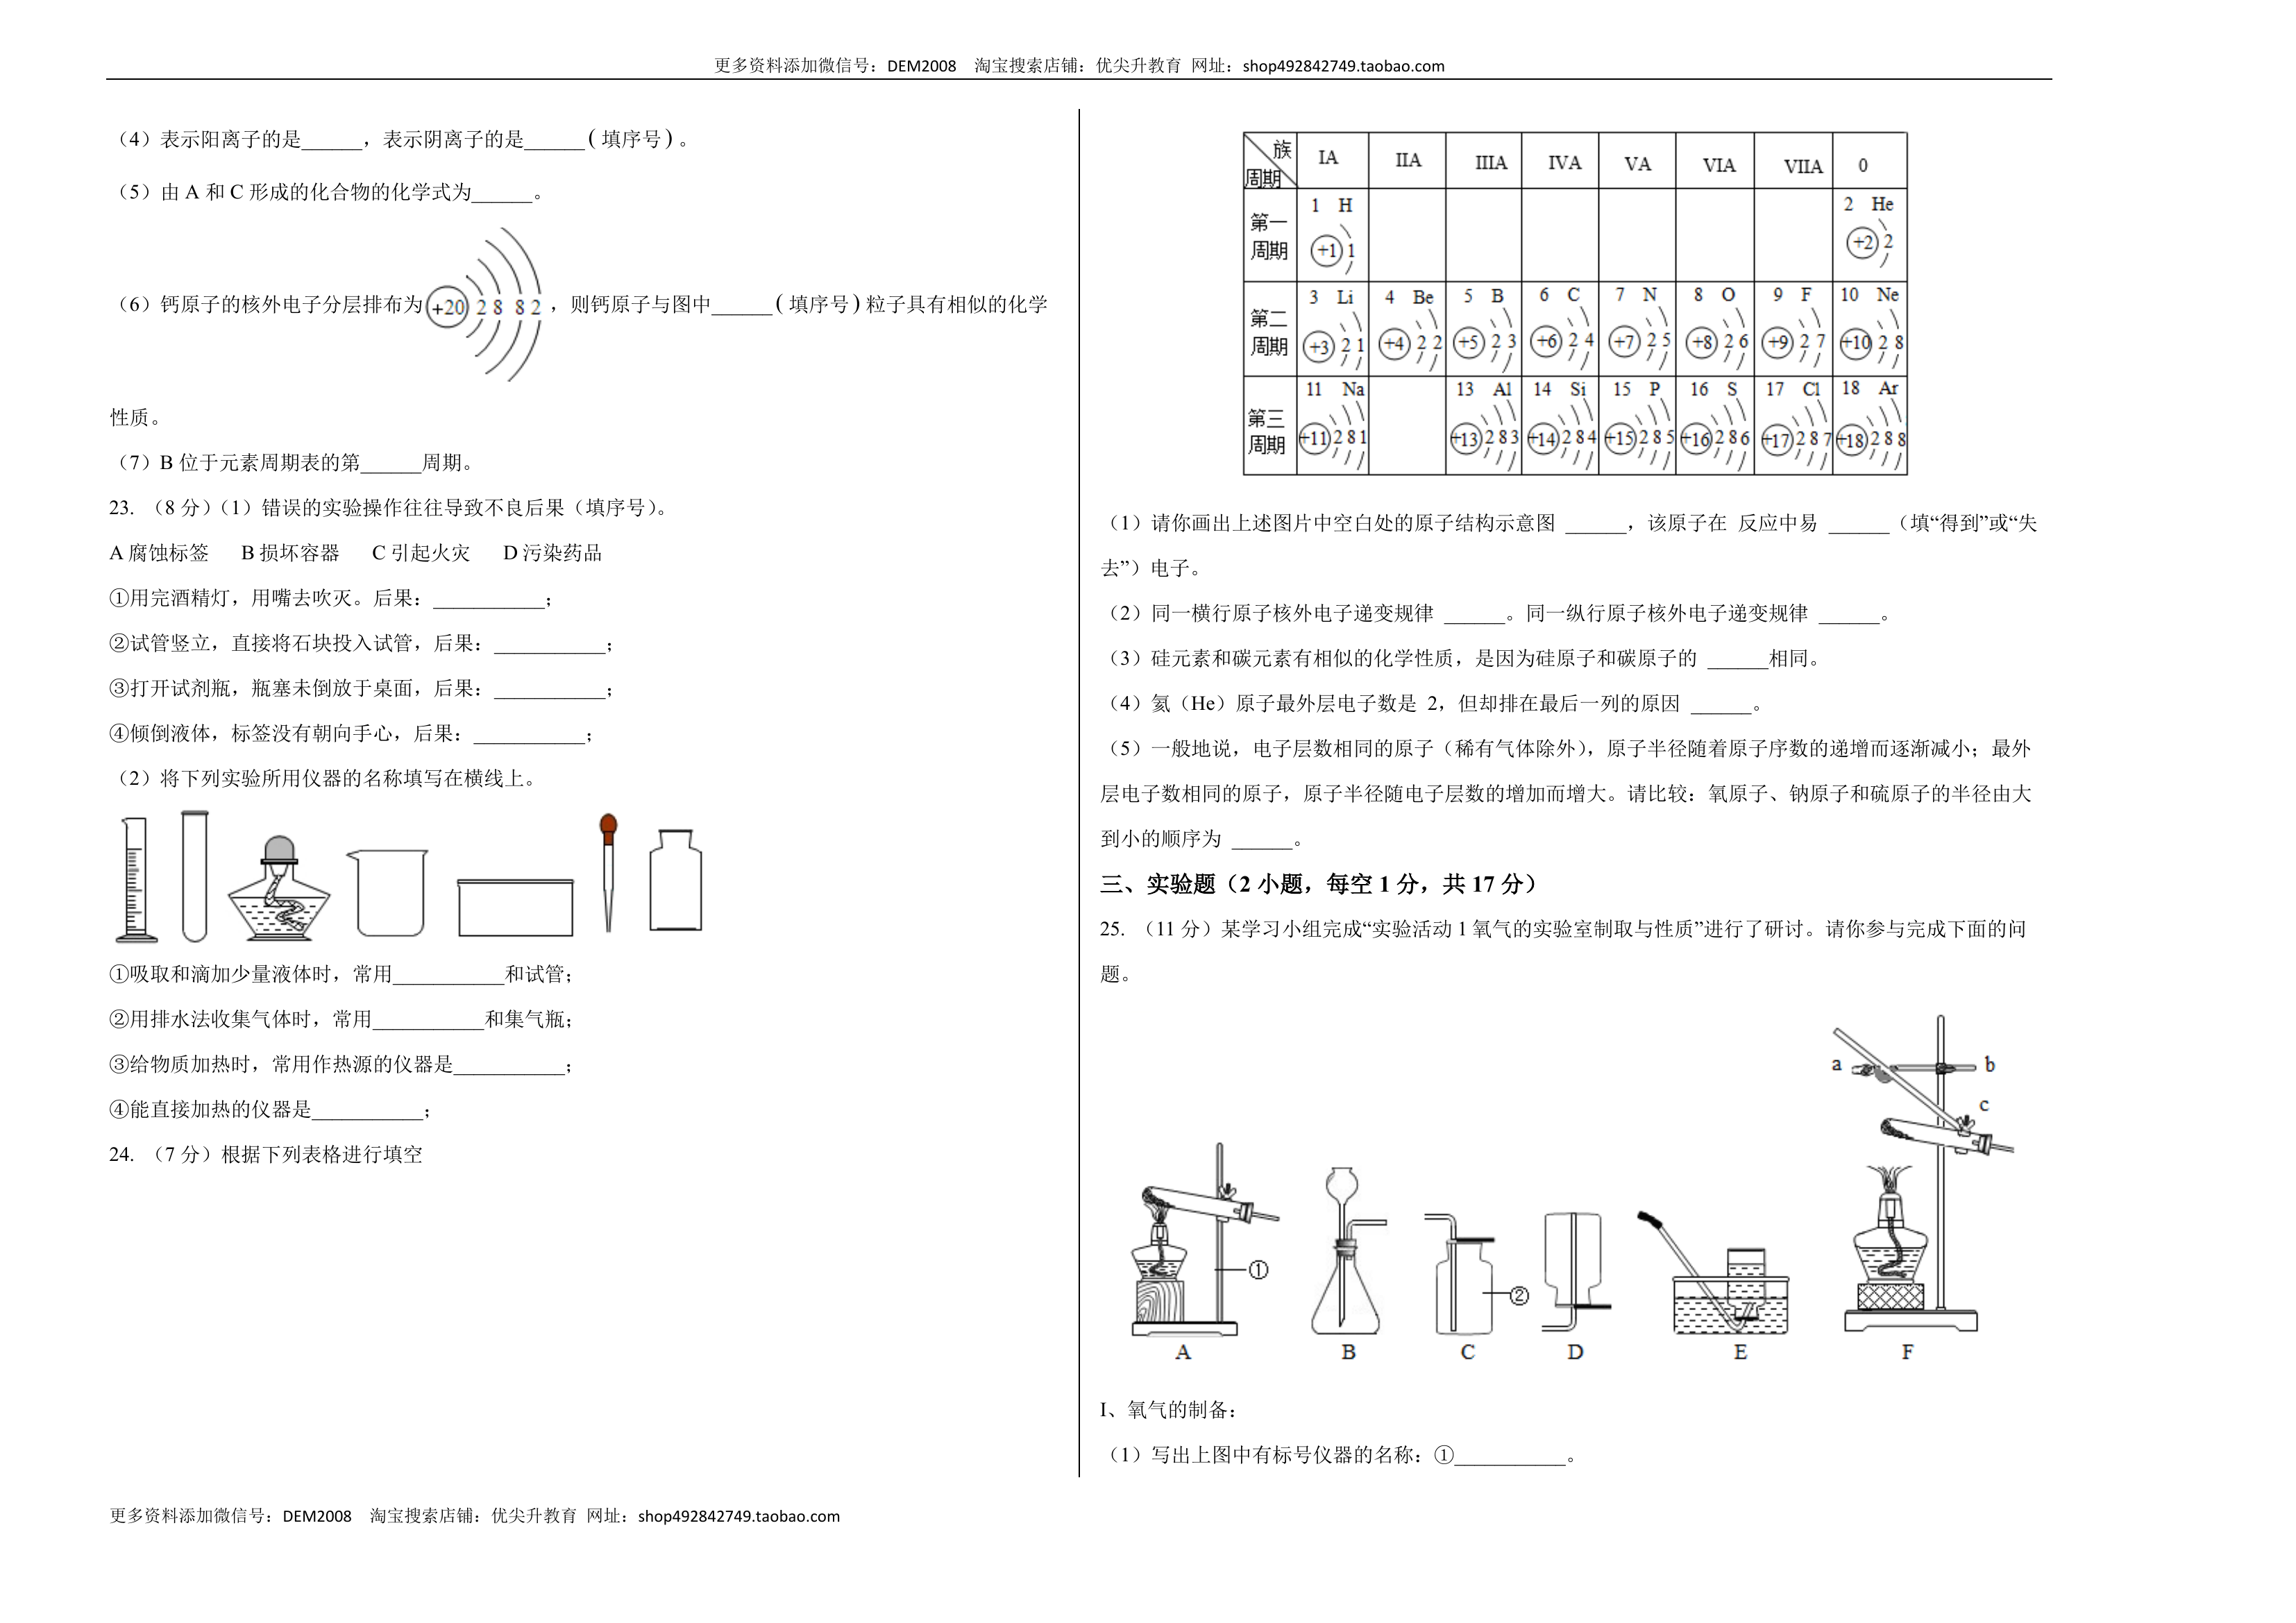 更多资料添加微信号：DEM2008 淘宝搜索店铺：优尖升教育 网址：shop492842749.taobao.com
（4）表示阳离子的是______，表示阴离子的是______( 填序号) 。
（5）由 A 和 C 形成的化合物的化学式为______。
（6）钙原子的核外电子分层排布为 +20 2 8 8 2 ，则钙原子与图中______( 填序号) 粒子具有相似的化学
性质。
（7）B 位于元素周期表的第______周期。
23. （8 分）（1）错误的实验操作往往导致不良后果（填序号）。
A 腐蚀标签 B 损坏容器 C 引起火灾 D 污染药品
①用完酒精灯，用嘴去吹灭。后果：___________；
②试管竖立，直接将石块投入试管，后果：___________；
③打开试剂瓶，瓶塞未倒放于桌面，后果：___________；
④倾倒液体，标签没有朝向手心，后果：___________；
（2）将下列实验所用仪器的名称填写在横线上。
①吸取和滴加少量液体时，常用___________和试管；
②用排水法收集气体时，常用___________和集气瓶；
③给物质加热时，常用作热源的仪器是___________；
④能直接加热的仪器是___________；
24. （7 分）根据下列表格进行填空
族 周期 IA IIA IIIA IVA VA VIA VIIA 0
第一周期 1 H +1 1 2 He +2 2
第二周期 3 Li +3 2 1 4 Be +4 2 2 5 B +5 2 3 6 C +6 2 4 7 N +7 2 5 8 O +8 2 6 9 F +9 2 7 10 Ne +10 2 8
第三周期 11 Na +11 2 8 1 13 Al +13 2 8 3 14 Si +14 2 8 4 15 P +15 2 8 5 16 S +16 2 8 6 17 Cl +17 2 8 7 18 Ar +18 2 8 8
（1）请你画出上述图片中空白处的原子结构示意图 ______，该原子在 反应中易 ______（填“得到”或“失
去”）电子。
（2）同一横行原子核外电子递变规律 ______。同一纵行原子核外电子递变规律 ______。
（3）硅元素和碳元素有相似的化学性质，是因为硅原子和碳原子的 ______相同。
（4）氦（He）原子最外层电子数是 2，但却排在最后一列的原因 ______。
（5）一般地说，电子层数相同的原子（稀有气体除外），原子半径随着原子序数的递增而逐渐减小；最外
层电子数相同的原子，原子半径随电子层数的增加而增大。请比较：氧原子、钠原子和硫原子的半径由大
到小的顺序为 ______。
三、实验题（2 小题，每空 1 分，共 17 分）
25. （11 分）某学习小组完成“实验活动 1 氧气的实验室制取与性质”进行了研讨。请你参与完成下面的问
题。
a b c
① ②
A B C D E F
I、氧气的制备：
（1）写出上图中有标号仪器的名称：①___________。
更多资料添加微信号：DEM2008 淘宝搜索店铺：优尖升教育 网址：shop492842749.taobao.com